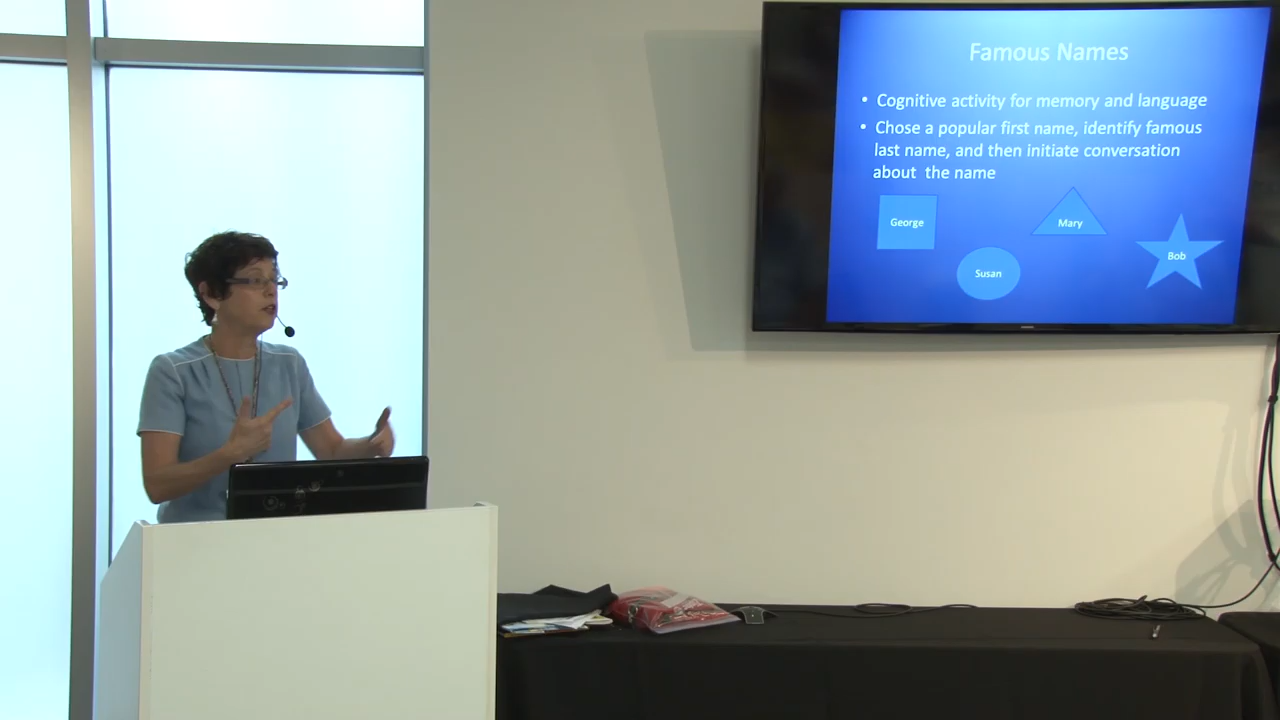 Famous Names
• Cognitive activity for memory and language
• Chose a popular first name, identify famous
last name, and then initiate conversation
about the name
George
Mary
Susan
Bob